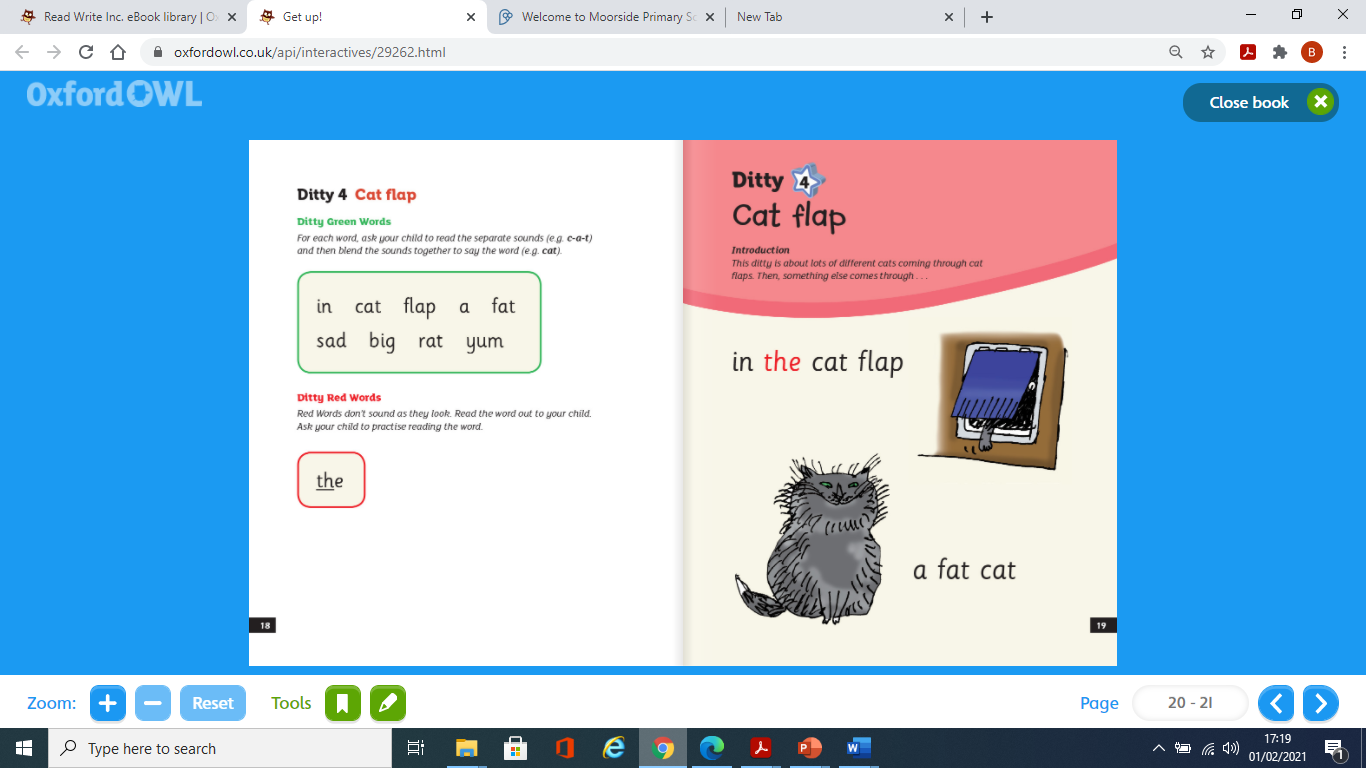 Read Write Inc. eBook library | O
Get up!
Welcome to Moorside Primary Sc
New Tab
oxfordowl.co.uk/api/interactives/29262.html
B
Oxford OWL
Close book
Ditty 4 Cat flap
Ditty Green Words
For each word, ask your child to read the separate sounds (e.g. c-a-t)
and then blend the sounds together to say the word (e.g. cat).
in cat flap a fat
sad big rat yum
Ditty Red Words
Red Words don't sound as they look. Read the word out to your child.
Ask your child to practise reading the word.
the
18
Ditty 4
Cat flap
Introduction
This ditty is about lots of different cats coming through cat
flaps. Then, something else comes through . . .
in the cat flap
a fat cat
19
Zoom:
Reset
Tools
Page
20 - 21
Type here to search
17:19
01/02/2021
1